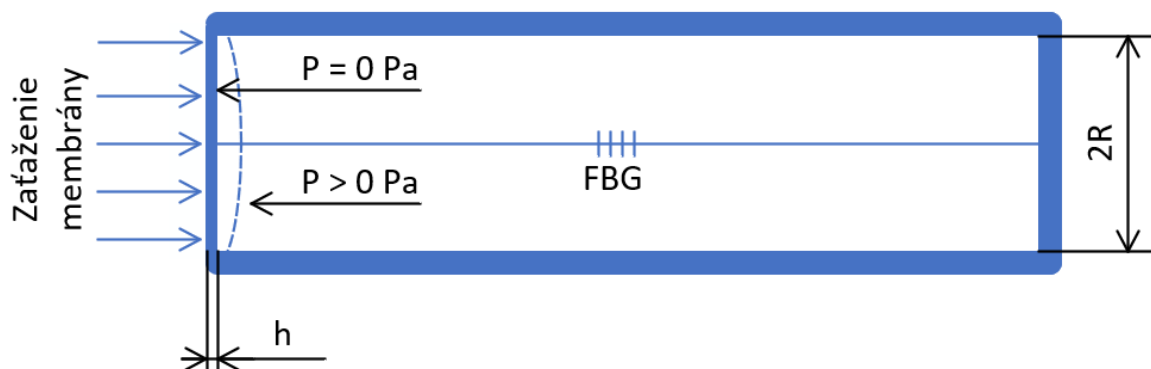 Zaťaženie
membrány
P = 0 Pa
P > 0 Pa
FBG
2R
h